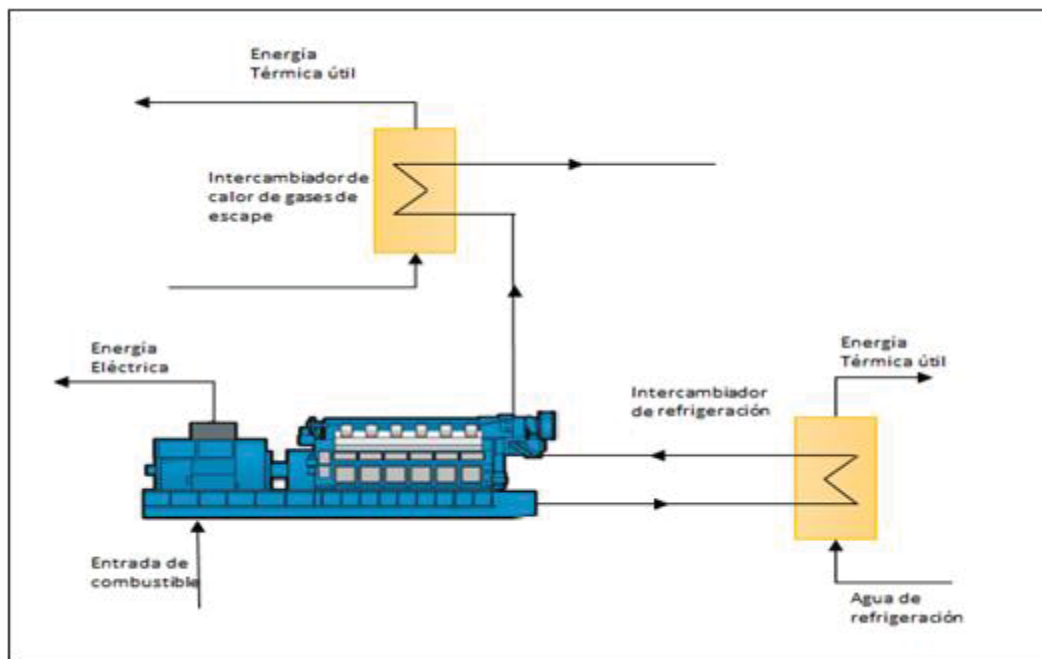 Energía
Térmica útil
Intercambiador de
calor de gases de
escape
Energía
Eléctrica
Energía
Térmica útil
Intercambiador
de refrigeración
Entrada de
combustible
Agua de
refrigeración